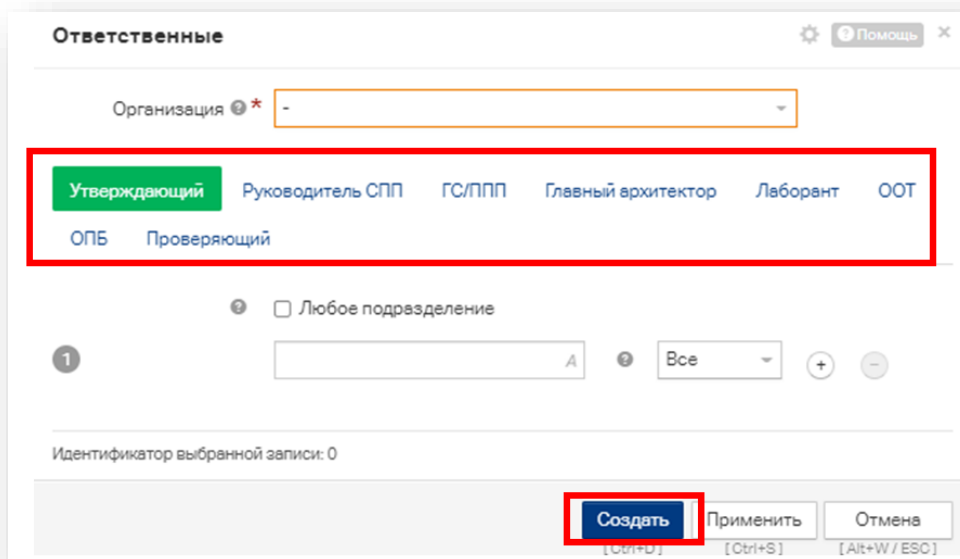 Ответственные
Помощь
Организация *
-
Утверждающий Руководитель СПП ГС/ППП Главный архитектор Лаборант ООТ
ОПБ Проверяющий
Любое подразделение
1 A Все + −
Идентификатор выбранной записи: 0
Создать Применить Отмена
[Ctrl+D] [Ctrl+S] [Alt+W / ESC]